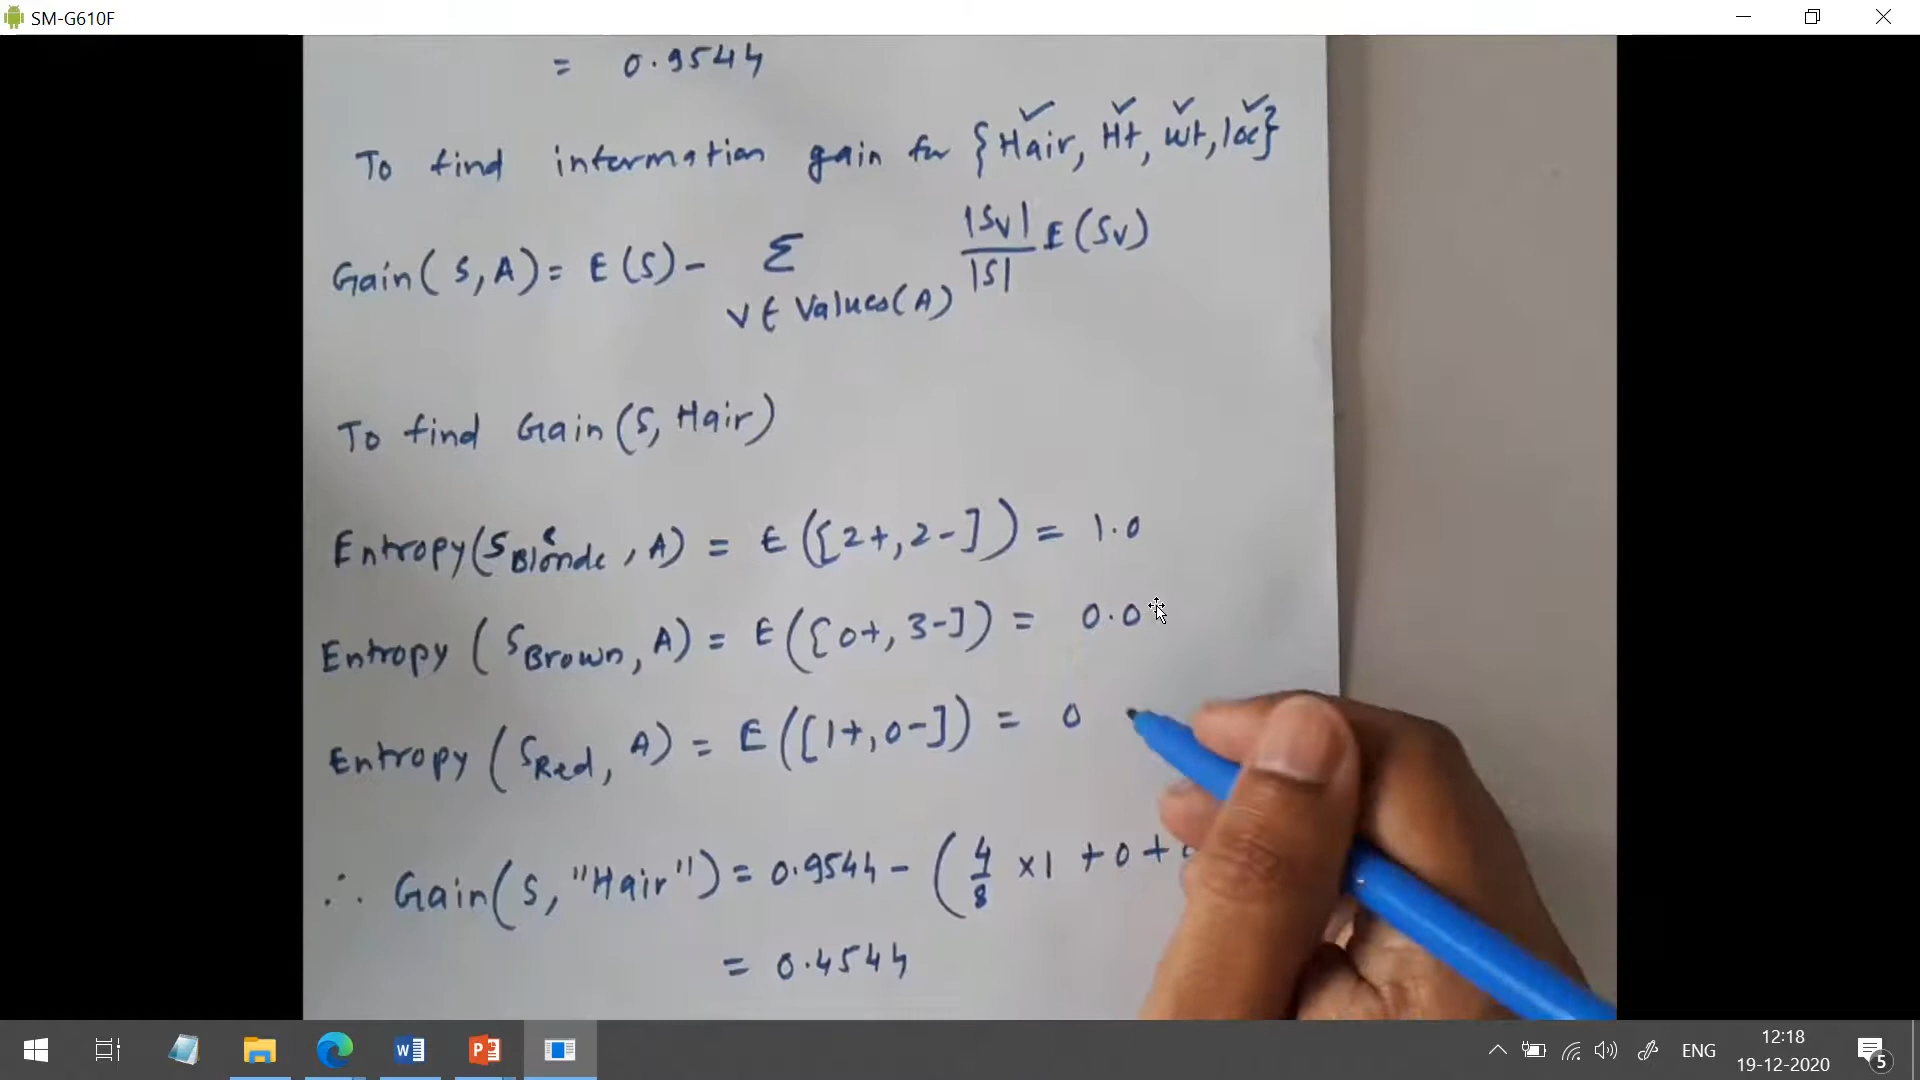 SM-G610F
= 0.9544
To find information gain for {Hair, Ht, wt, loc}
Gain(S,A)= E(S)- Σ |Sv| E(Sv)
v∈ Values(A) |S|
To find Gain(S, Hair)
Entropy(S Blonde, A) = E([2+,2-]) = 1.0
Entropy (S Brown, A) = E([0+, 3-]) = 0.0
Entropy (S Red, A) = E([1+,0-]) = 0
∴ Gain(S, "Hair") = 0.9544 - (4/8 ×1 +0+
= 0.4544
ENG
12:18
19-12-2020
5